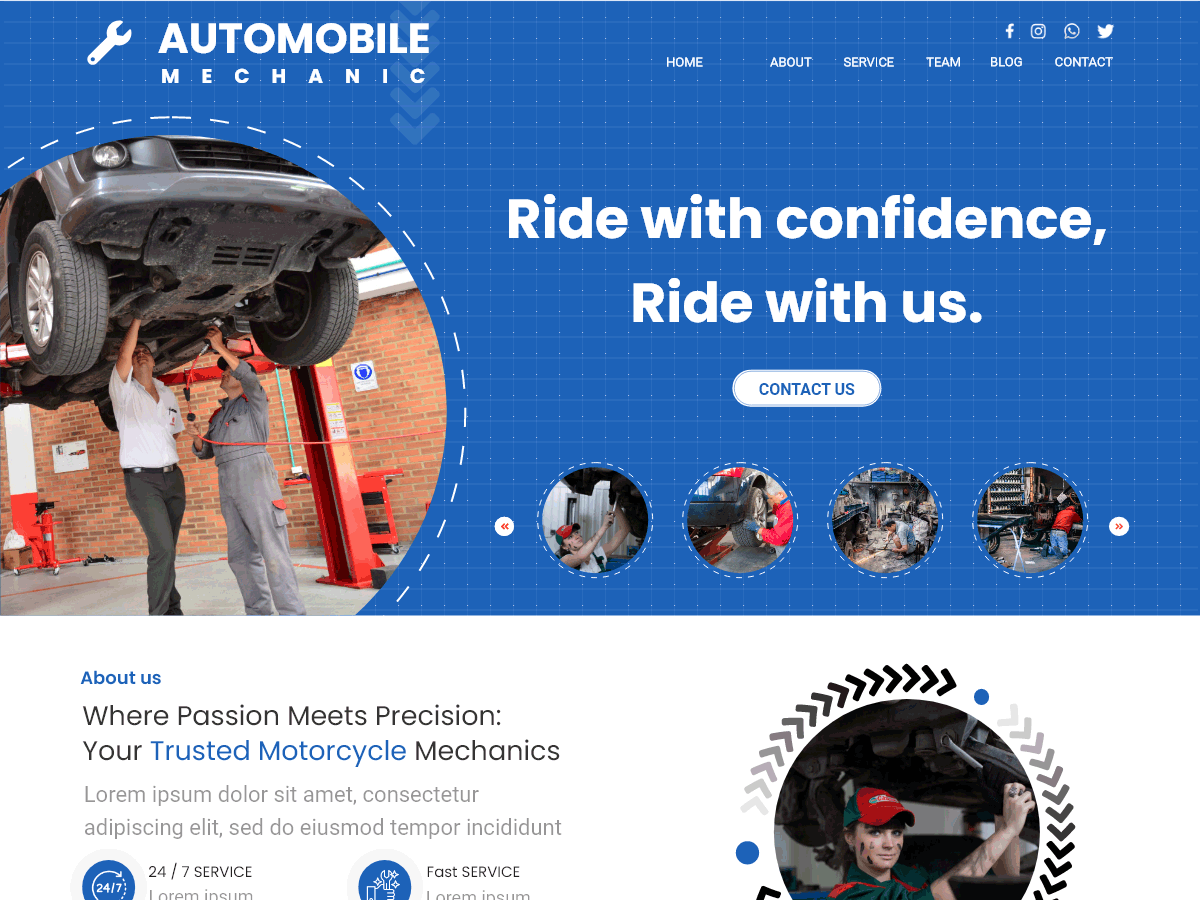 AUTOMOBILE
MECHANIC
HOME ABOUT SERVICE TEAM BLOG CONTACT
Ride with confidence,
Ride with us.
CONTACT US
About us
Where Passion Meets Precision:
Your Trusted Motorcycle Mechanics
Lorem ipsum dolor sit amet, consectetur
adipiscing elit, sed do eiusmod tempor incididunt
24/7
24 / 7 SERVICE
Lorem ipsum
Fast SERVICE
Lorem ipsum